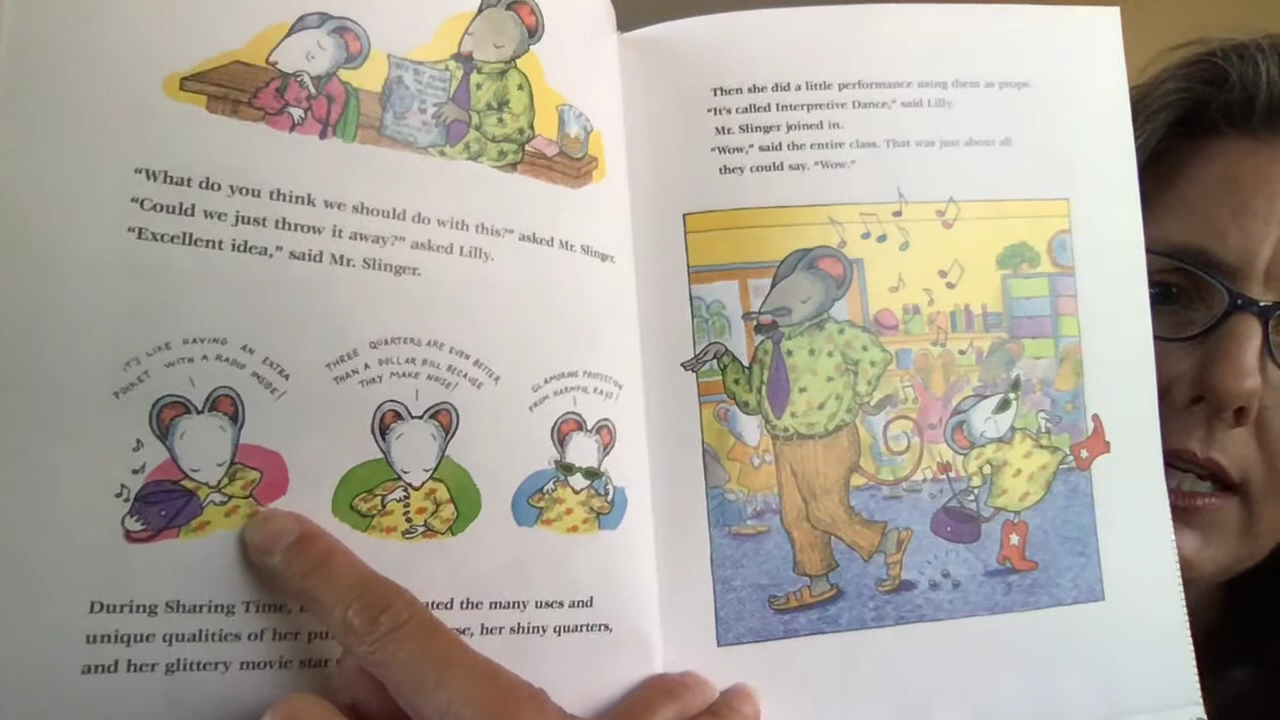 "What do you think we should do with this?" asked Mr. Slinger.
"Could we just throw it away?" asked Lilly.
"Excellent idea," said Mr. Slinger.
IT'S LIKE HAVING AN EXTRA
POCKET WITH A RADIO INSIDE!
THREE QUARTERS ARE EVEN BETTER
THAN A DOLLAR BILL BECAUSE
THEY MAKE NOISE!
GLAMOROUS PROTECTION
FROM HARMFUL RAYS!
During Sharing Time, ated the many uses and
unique qualities of her pu se, her shiny quarters,
and her glittery movie star
Then she did a little performance using them as props.
"It's called Interpretive Dance," said Lilly.
Mr. Slinger joined in.
"Wow," said the entire class. That was just about all
they could say. "Wow."